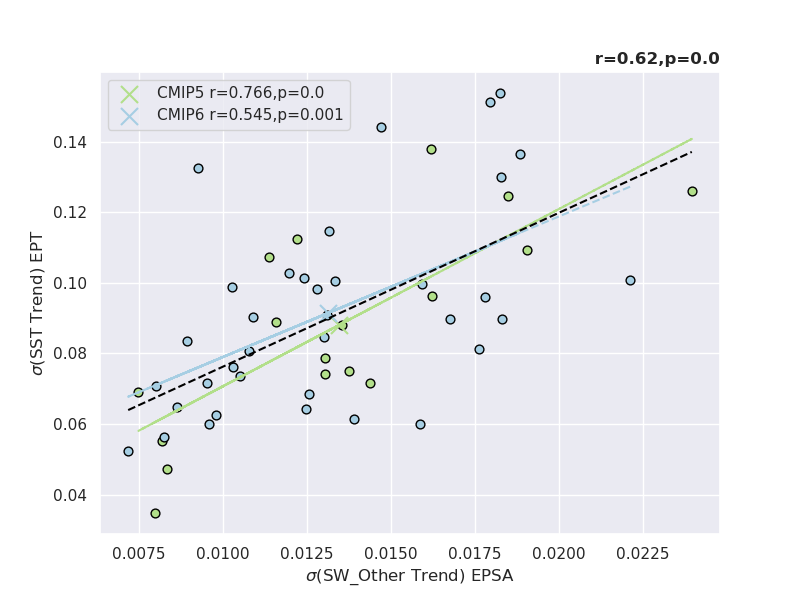 r=0.62,p=0.0
CMIP5 r=0.766,p=0.0
CMIP6 r=0.545,p=0.001
0.14
0.12
0.10
0.08
0.06
0.04
σ(SST Trend) EPT
0.0075 0.0100 0.0125 0.0150 0.0175 0.0200 0.0225
σ(SW_Other Trend) EPSA